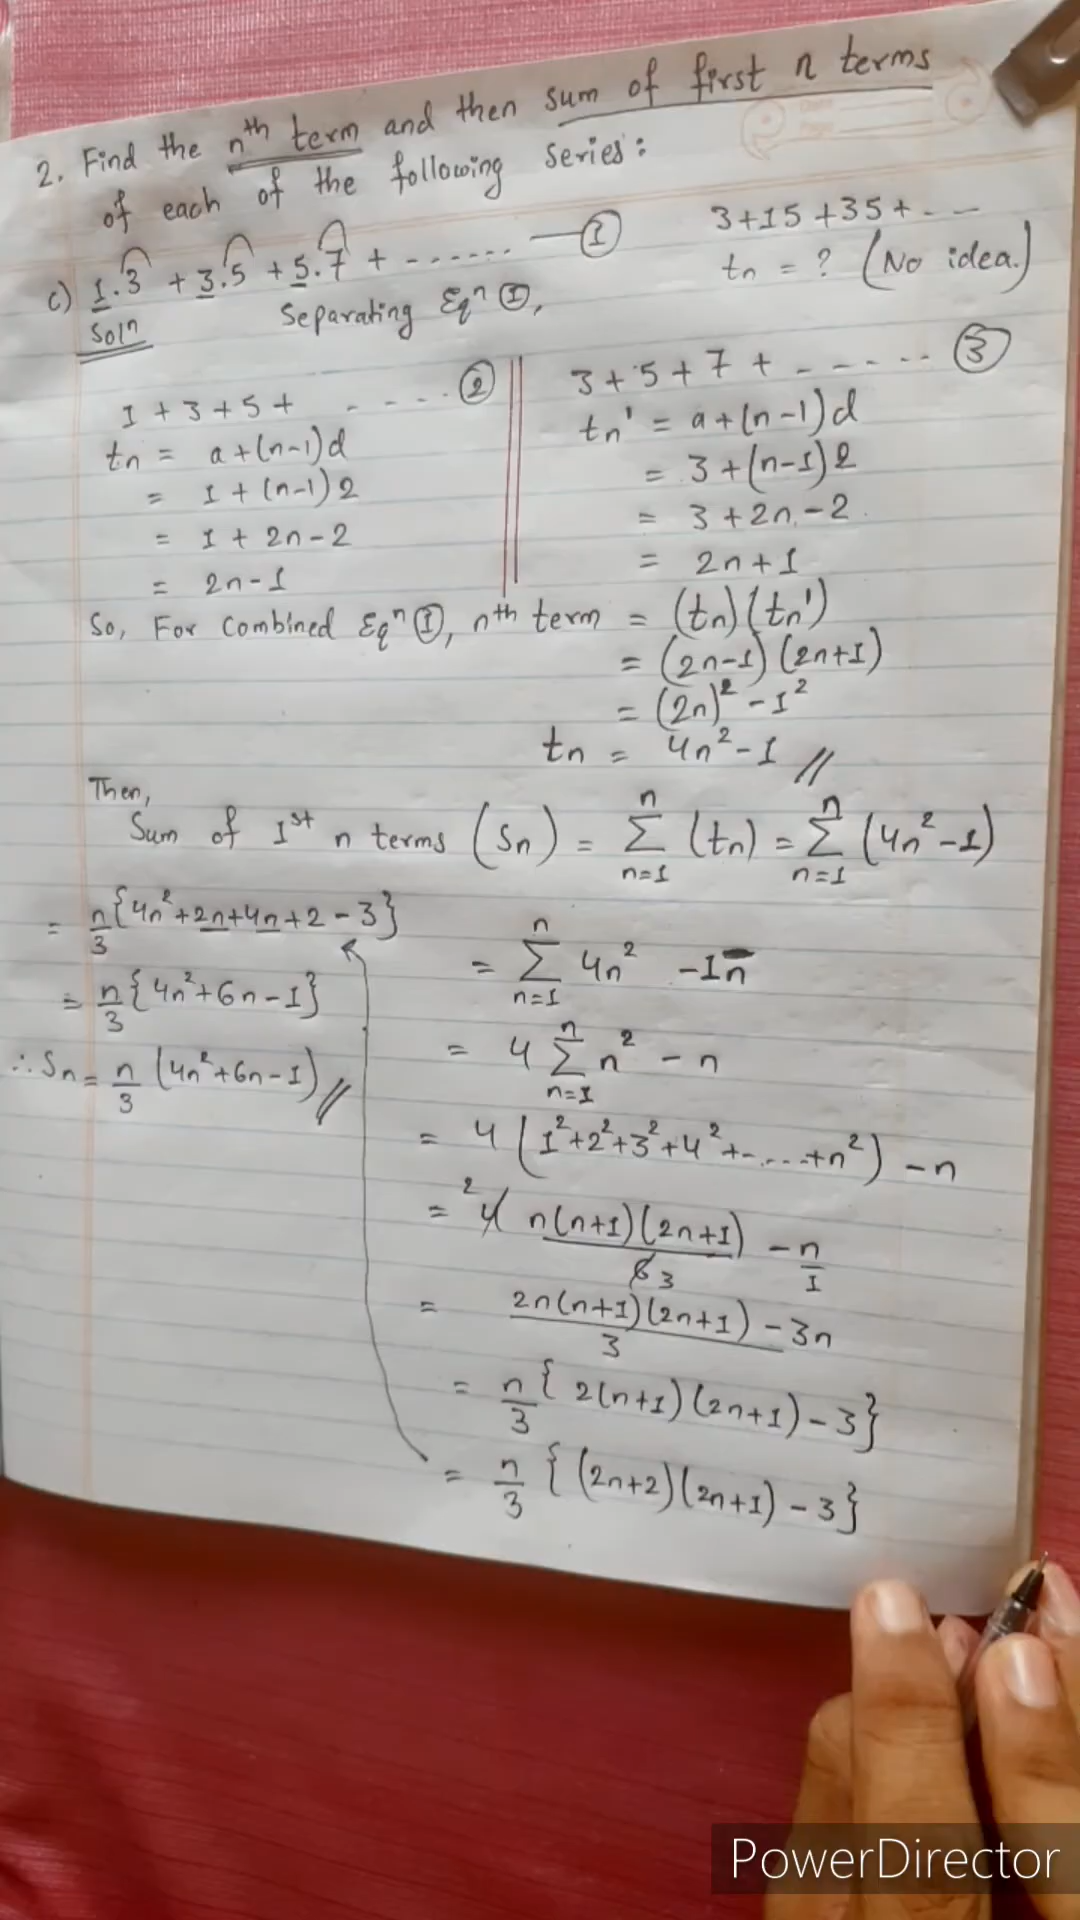 2. Find the nth term and then sum of first n terms
of each of the following series:
c) 1.3 + 3.5 + 5.7 + ....... — ①
3+15+35+ - - -
tn = ? (No idea.)
Soln
Separating Eqn ①,
1 + 3 + 5 + - - - - ②
tn = a+(n-1)d
= 1 + (n-1) 2
= 1 + 2n - 2
= 2n-1
3 + 5 + 7 + - - - - - ③
tn' = a+(n-1)d
= 3 + (n-1) 2
= 3 + 2n - 2
= 2n+1
So, For combined Eqn ①, nth term = (tn) (tn')
= (2n-1) (2n+1)
= (2n)² - 1²
tn = 4n²-1 //
Then,
Sum of 1st n terms (Sn) = n Σ n=1 (tn) = n Σ n=1 (4n²-1)
= n Σ n=1 4n² - 1n
= 4 n Σ n=1 n² - n
= 4 (1²+2²+3²+4²+-....+n²) - n
= 2 4 n(n+1)(2n+1)/6 3 - n/1
= 2n(n+1)(2n+1) - 3n / 3
= n/3 { 2(n+1)(2n+1) - 3}
= n/3 { (2n+2)(2n+1) - 3}
= n/3 {4n²+2n+4n+2-3}
= n/3 {4n²+6n-1}
∴ Sn = n/3 (4n²+6n-1) //
PowerDirector